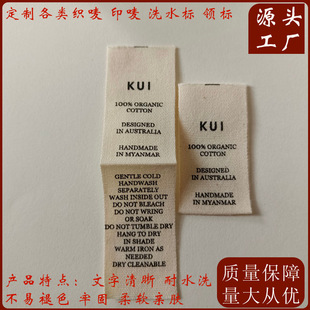 定制各类织唛 印唛 洗水标 领标
源头
工厂
KUI
100% ORGANIC
COTTON
DESIGNED
IN AUSTRALIA
HANDMADE
IN MYANMAR
GENTLE COLD
HANDWASH
SEPARATELY
WASH INSIDE OUT
DO NOT BLEACH
DO NOT WRING
OR SOAK
DO NOT TUMBLE DRY
HANG TO DRY
IN SHADE
WARM IRON AS
NEEDED
DRY CLEANABLE
KUI
100% ORGANIC
COTTON
DESIGNED
IN AUSTRALIA
HANDMADE
IN MYANMAR
产品特点：文字清晰 耐水洗
不易褪色 牢固 柔软亲肤
质量保障
量大从优